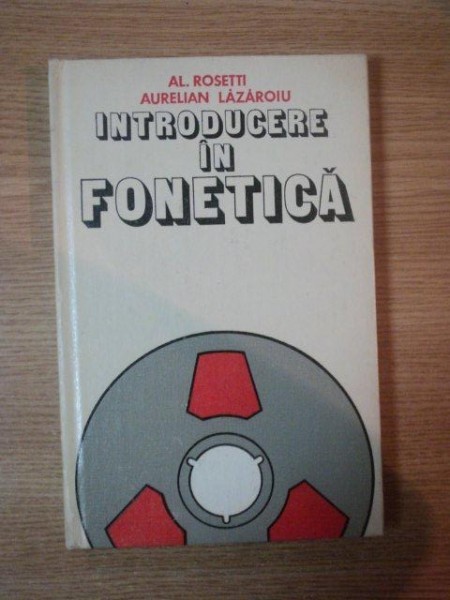 AL. ROSETTI
AURELIAN LĂZĂROIU
INTRODUCERE
ÎN
FONETICĂ